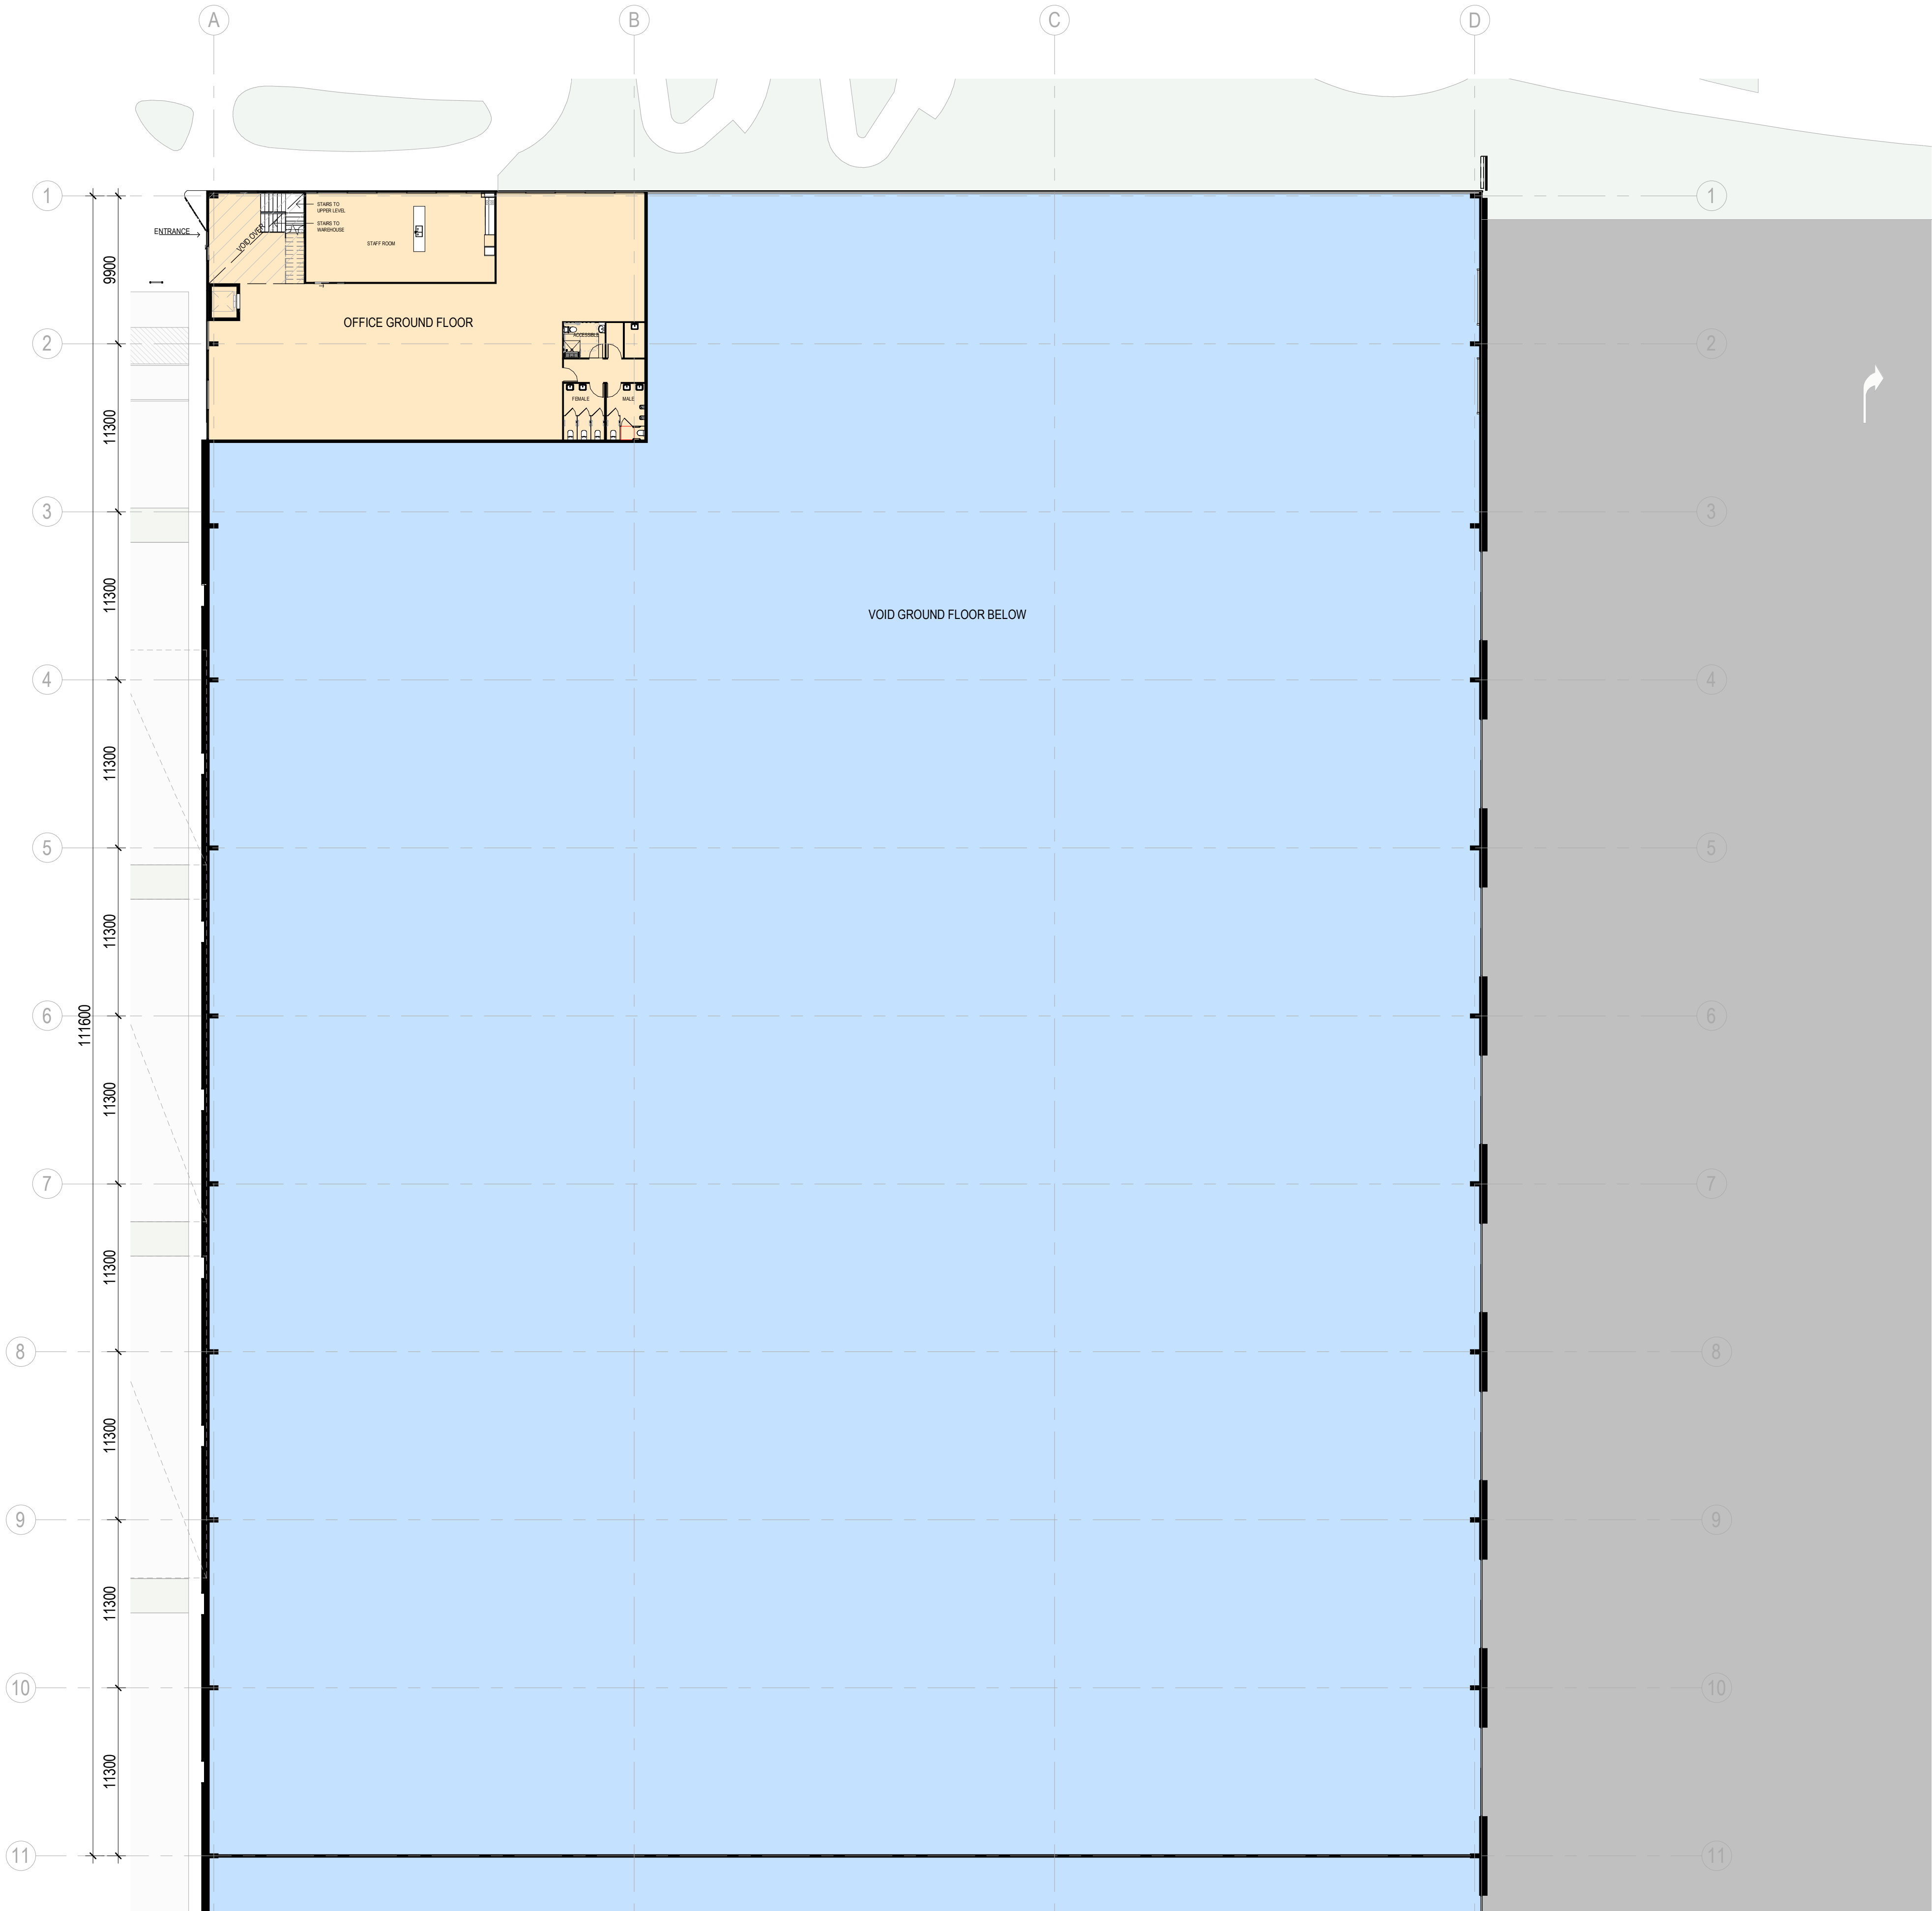 A
B
C
D
1
1
STAIRS TO
UPPER LEVEL
STAIRS TO
WAREHOUSE
ENTRANCE
VOID OVER
STAFF ROOM
9900
OFFICE GROUND FLOOR
ACCESSIBLE
2
2
FEMALE
MALE
11300
3
3
11300
VOID GROUND FLOOR BELOW
4
4
11300
5
5
11300
6
6
111600
11300
7
7
11300
8
8
11300
9
9
11300
10
10
11300
11
11